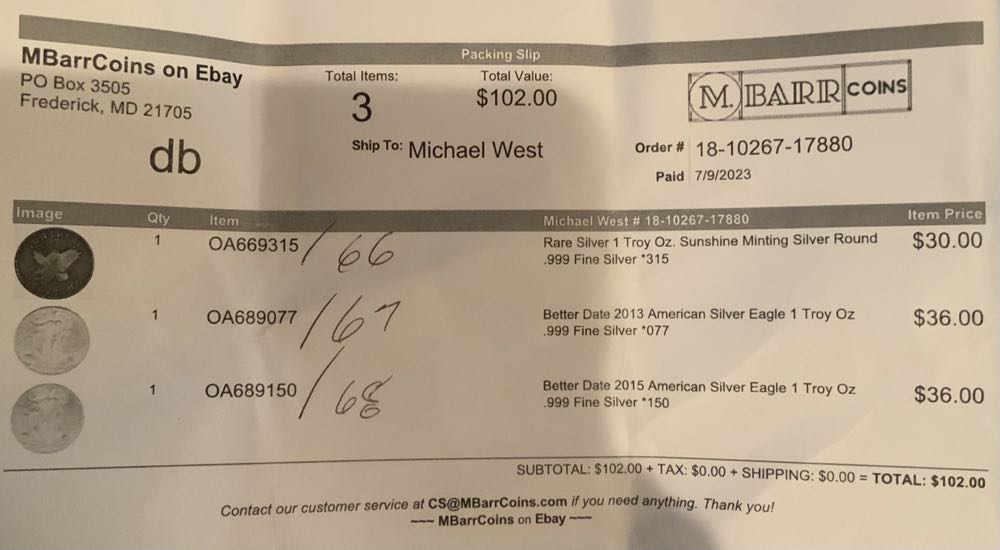 Packing Slip
MBarrCoins on Ebay
PO Box 3505
Frederick, MD 21705
db
Total Items:
3
Total Value:
$102.00
Ship To: Michael West
M. BARR COINS
Order # 18-10267-17880
Paid 7/9/2023
Image Qty Item Michael West # 18-10267-17880 Item Price
1 OA669315 / 66 Rare Silver 1 Troy Oz. Sunshine Minting Silver Round $30.00
.999 Fine Silver *315
1 OA689077 / 67 Better Date 2013 American Silver Eagle 1 Troy Oz $36.00
.999 Fine Silver *077
1 OA689150 / 68 Better Date 2015 American Silver Eagle 1 Troy Oz $36.00
.999 Fine Silver *150
SUBTOTAL: $102.00 + TAX: $0.00 + SHIPPING: $0.00 = TOTAL: $102.00
Contact our customer service at CS@MBarrCoins.com if you need anything. Thank you!
~~~ MBarrCoins on Ebay ~~~